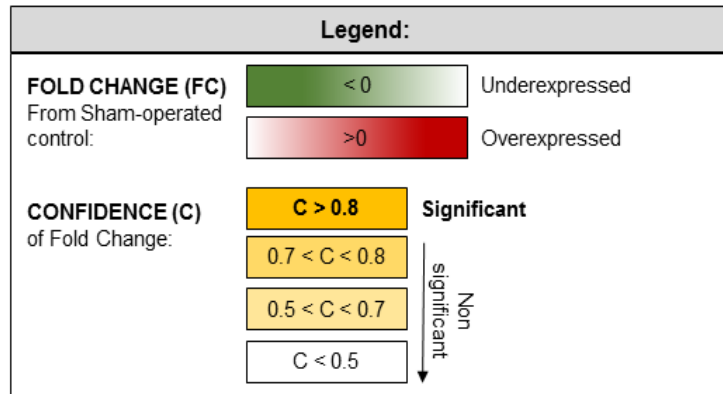 Legend:
FOLD CHANGE (FC)
From Sham-operated
control:
< 0
Underexpressed
>0
Overexpressed
CONFIDENCE (C)
of Fold Change:
C > 0.8
Significant
0.7 < C < 0.8
0.5 < C < 0.7
C < 0.5
Non
significant